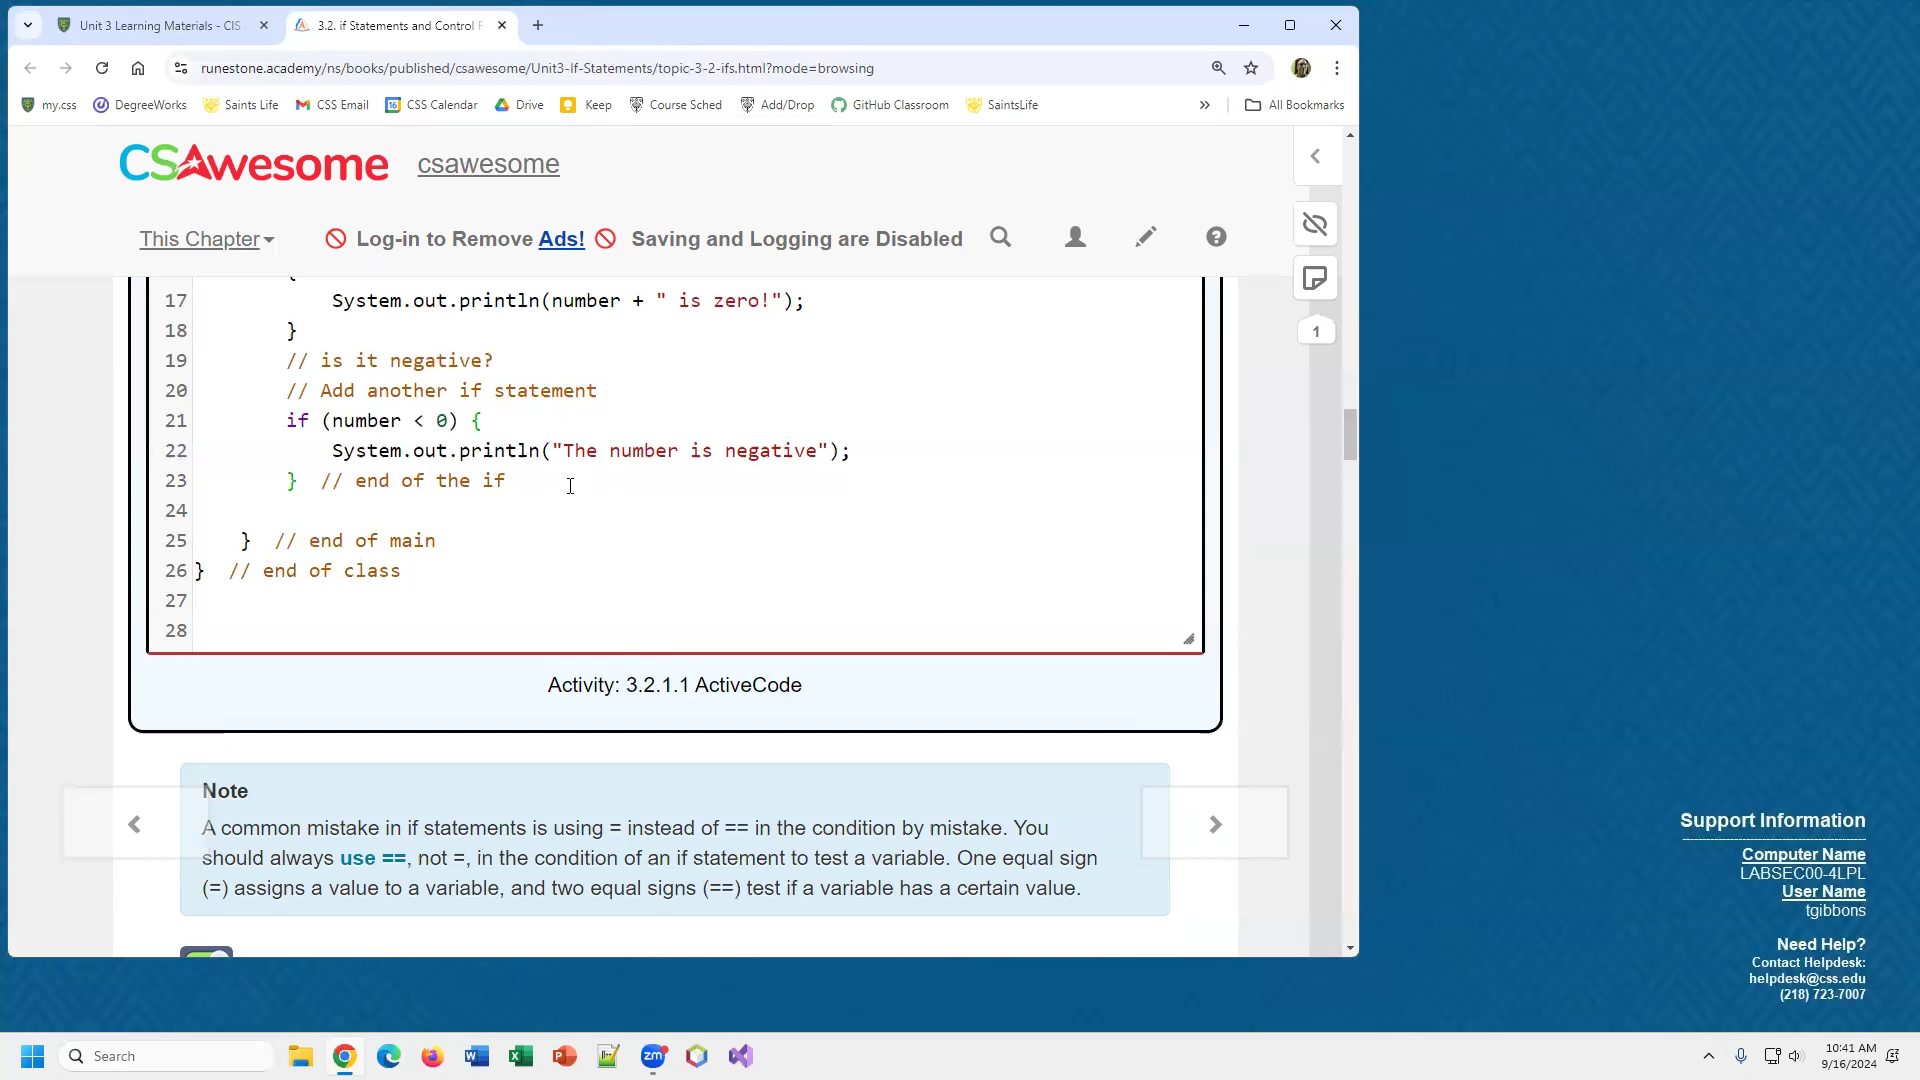 Unit 3 Learning Materials - CIS
3.2. if Statements and Control F
runestone.academy/ns/books/published/csawesome/Unit3-If-Statements/topic-3-2-ifs.html?mode=browsing
my.css
DegreeWorks
Saints Life
CSS Email
16
CSS Calendar
Drive
Keep
Course Sched
Add/Drop
GitHub Classroom
SaintsLife
»
All Bookmarks
CSAwesome
csawesome
This Chapter
Log-in to Remove Ads!
Saving and Logging are Disabled
1
{
17 System.out.println(number + " is zero!");
18 }
19 // is it negative?
20 // Add another if statement
21 if (number < 0) {
22 System.out.println("The number is negative");
23 } // end of the if
24
25 } // end of main
26 } // end of class
27
28
Activity: 3.2.1.1 ActiveCode
Note
A common mistake in if statements is using = instead of == in the condition by mistake. You
should always use ==, not =, in the condition of an if statement to test a variable. One equal sign
(=) assigns a value to a variable, and two equal signs (==) test if a variable has a certain value.
Support Information
Computer Name
LABSEC00-4LPL
User Name
tgibbons
Need Help?
Contact Helpdesk:
helpdesk@css.edu
(218) 723-7007
Search
zm
10:41 AM
9/16/2024